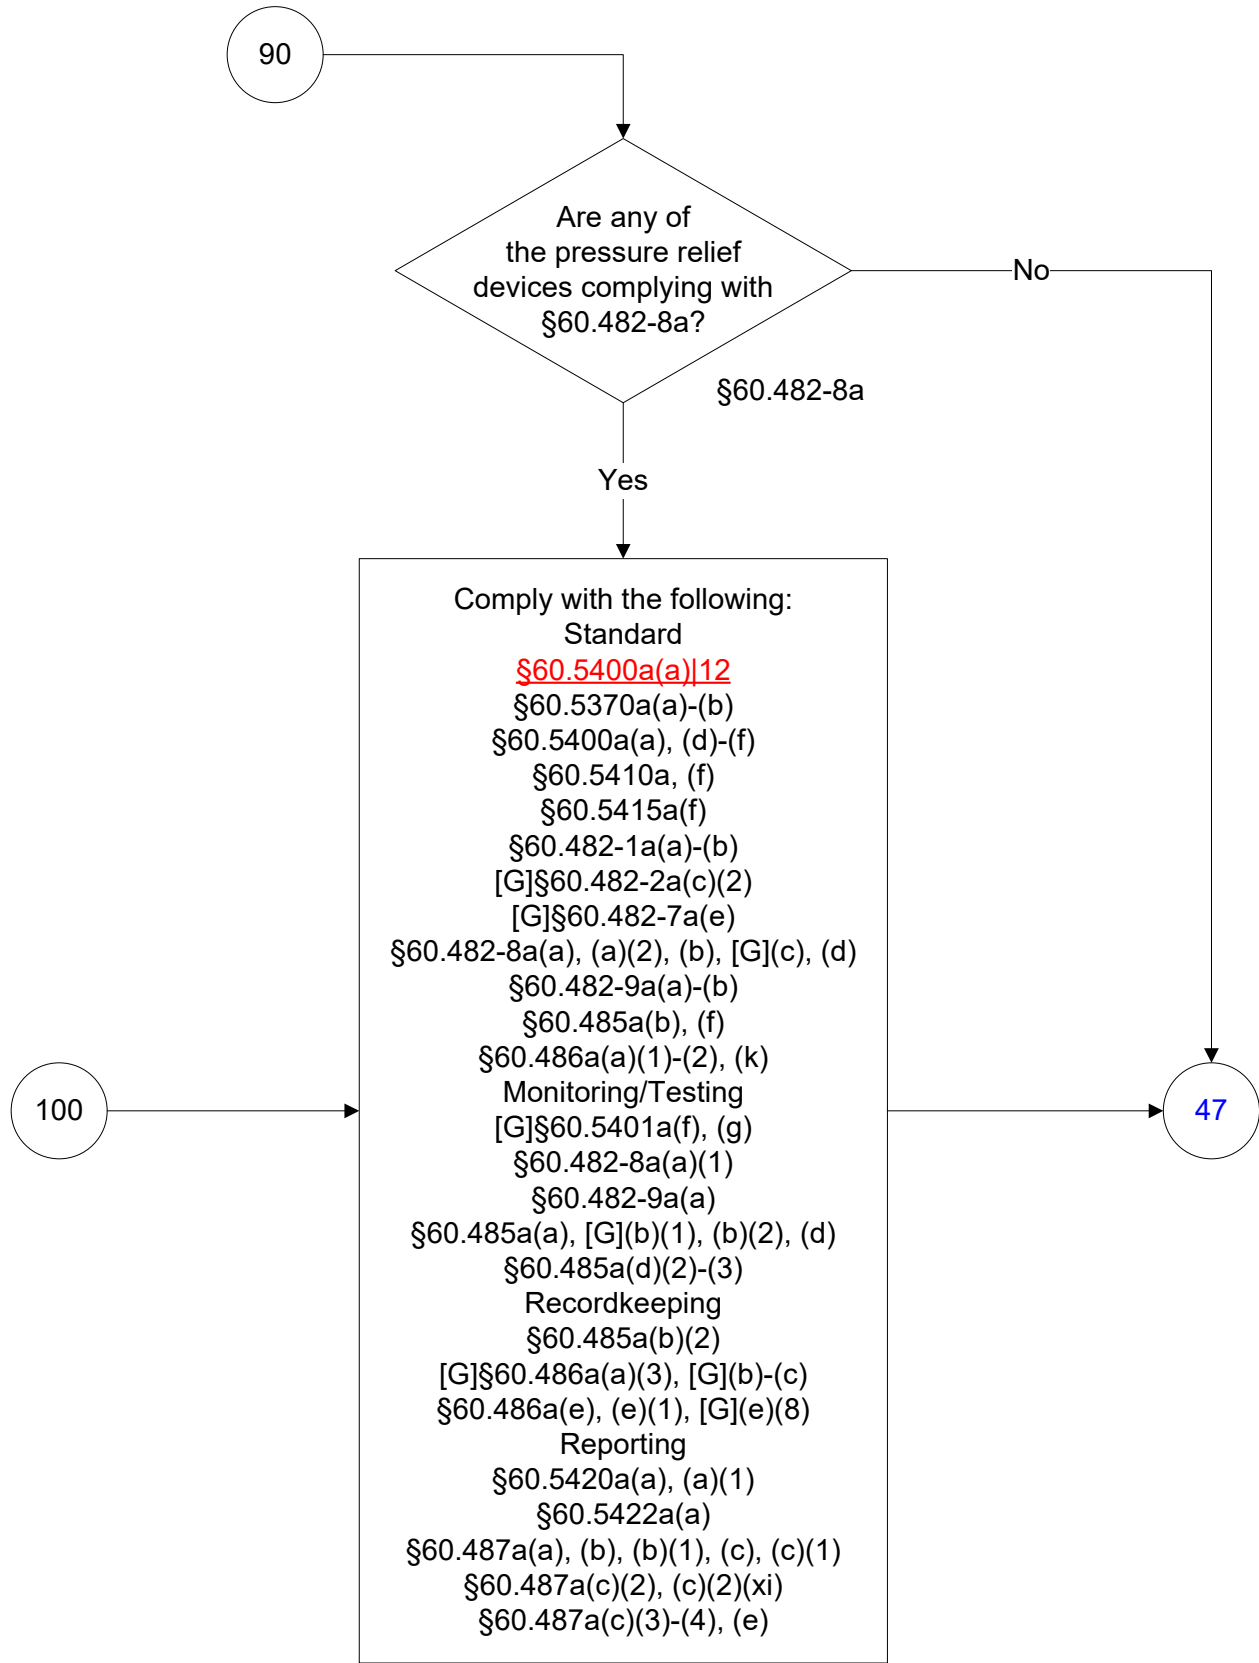 90
Are any of
the pressure relief
devices complying with
§60.482-8a?
No
§60.482-8a
Yes
Comply with the following:
Standard
§60.5400a(a)|12
§60.5370a(a)-(b)
§60.5400a(a), (d)-(f)
§60.5410a, (f)
§60.5415a(f)
§60.482-1a(a)-(b)
[G]§60.482-2a(c)(2)
[G]§60.482-7a(e)
§60.482-8a(a), (a)(2), (b), [G](c), (d)
§60.482-9a(a)-(b)
§60.485a(b), (f)
§60.486a(a)(1)-(2), (k)
Monitoring/Testing
[G]§60.5401a(f), (g)
§60.482-8a(a)(1)
§60.482-9a(a)
§60.485a(a), [G](b)(1), (b)(2), (d)
§60.485a(d)(2)-(3)
Recordkeeping
§60.485a(b)(2)
[G]§60.486a(a)(3), [G](b)-(c)
§60.486a(e), (e)(1), [G](e)(8)
Reporting
§60.5420a(a), (a)(1)
§60.5422a(a)
§60.487a(a), (b), (b)(1), (c), (c)(1)
§60.487a(c)(2), (c)(2)(xi)
§60.487a(c)(3)-(4), (e)
100
47